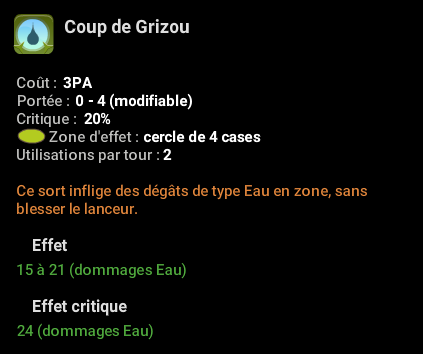 Coup de Grizou
Coût : 3PA
Portée : 0 - 4 (modifiable)
Critique : 20%
Zone d'effet : cercle de 4 cases
Utilisations par tour : 2
Ce sort inflige des dégâts de type Eau en zone, sans
blesser le lanceur.
Effet
15 à 21 (dommages Eau)
Effet critique
24 (dommages Eau)